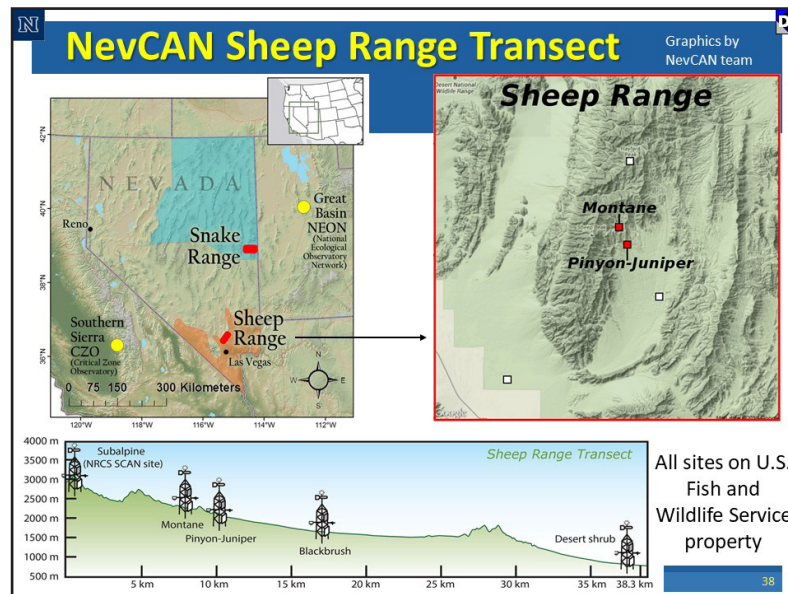 N
NevCAN Sheep Range Transect
Graphics by
NevCAN team
D
42°N
40°N
38°N
36°N
120°W
118°W
116°W
114°W
112°W
NEVADA
Reno
Snake
Range
Great
Basin
NEON
(National
Ecological
Observatory
Network)
Southern
Sierra
CZO
(Critical Zone
Observatory)
Sheep
Range
Las Vegas
N
W
E
S
0 75 150 300 Kilometers
Desert National
Wildlife Range
Sheep Range
Montane
Pinyon-Juniper
4000 m
3500 m
3000 m
2500 m
2000 m
1500 m
1000 m
500 m
Subalpine
(NRCS SCAN site)
Montane
Pinyon-Juniper
Blackbrush
Desert shrub
Sheep Range Transect
5 km
10 km
15 km
20 km
25 km
30 km
35 km
38.3 km
All sites on U.S.
Fish and
Wildlife Service
property
38